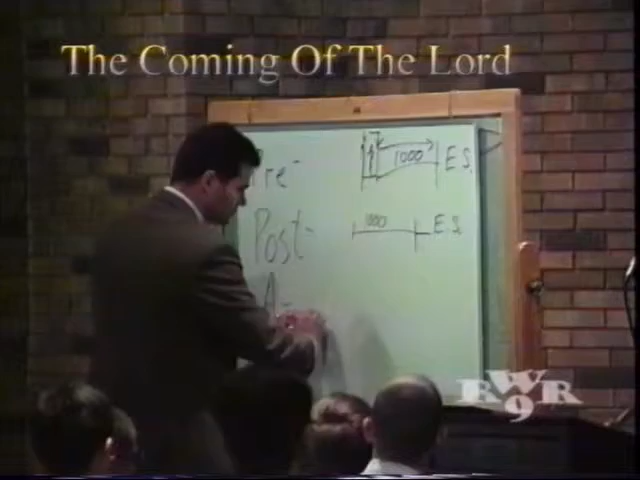 The Coming Of The Lord
Pre-
1000
E.S.
Post-
1000
E.S.
A-
RWR
9